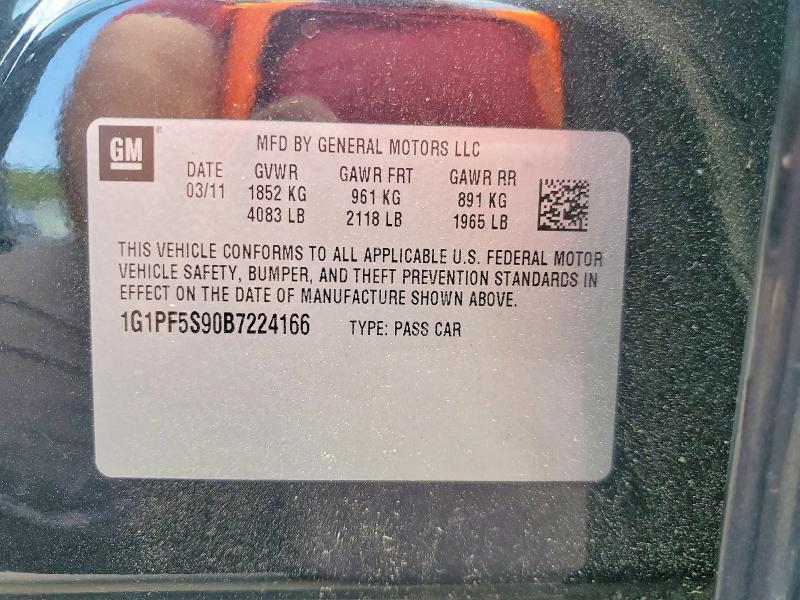 GM
MFD BY GENERAL MOTORS LLC
DATE GVWR GAWR FRT GAWR RR
03/11 1852 KG 961 KG 891 KG
4083 LB 2118 LB 1965 LB
THIS VEHICLE CONFORMS TO ALL APPLICABLE U.S. FEDERAL MOTOR
VEHICLE SAFETY, BUMPER, AND THEFT PREVENTION STANDARDS IN
EFFECT ON THE DATE OF MANUFACTURE SHOWN ABOVE.
1G1PF5S90B7224166 TYPE: PASS CAR